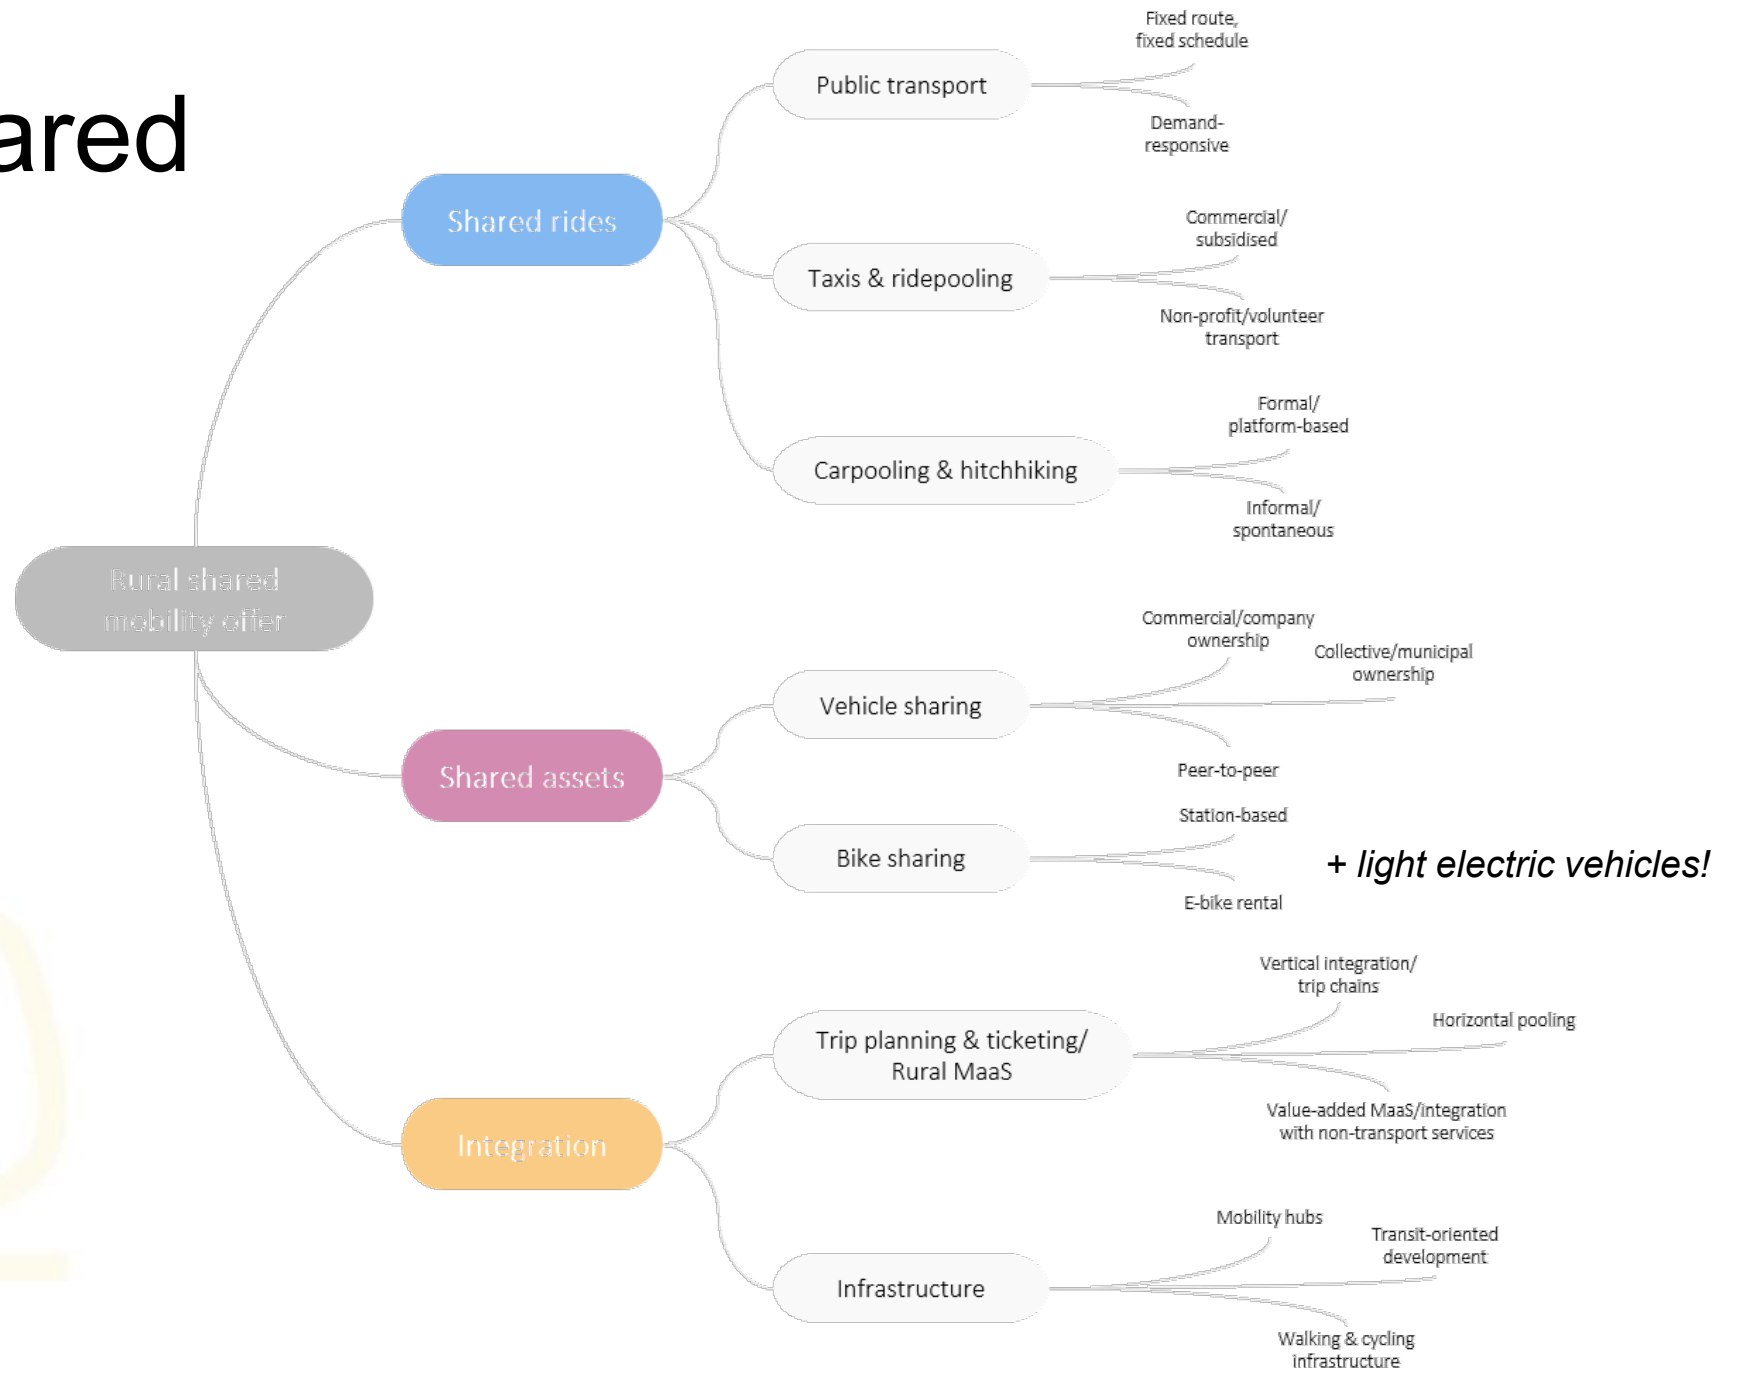 ared
Rural shared
mobility offer
Shared rides
Public transport
Fixed route,
fixed schedule
Demand-
responsive
Taxis & ridepooling
Commercial/
subsidised
Non-profit/volunteer
transport
Carpooling & hitchhiking
Formal/
platform-based
Informal/
spontaneous
Shared assets
Vehicle sharing
Commercial/company
ownership
Collective/municipal
ownership
Peer-to-peer
Bike sharing
Station-based
E-bike rental
+ light electric vehicles!
Integration
Trip planning & ticketing/
Rural MaaS
Vertical integration/
trip chains
Horizontal pooling
Value-added MaaS/integration
with non-transport services
Infrastructure
Mobility hubs
Transit-oriented
development
Walking & cycling
infrastructure